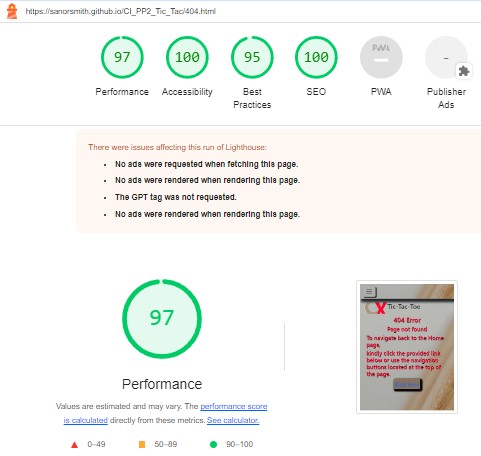 https://sanorsmith.github.io/CI_PP2_Tic_Tac/404.html
97
100
95
100
PWA
-
Performance
Accessibility
Best
Practices
SEO
PWA
Publisher
Ads
There were issues affecting this run of Lighthouse:
No ads were requested when fetching this page.
No ads were rendered when rendering this page.
The GPT tag was not requested.
No ads were rendered when rendering this page.
97
Performance
Values are estimated and may vary. The performance score
is calculated directly from these metrics. See calculator.
0–49
50–89
90–100
Tic-Tac-Toe
404 Error
Page not found
To navigate back to the Home
page,
kindly click the provided link
below or use the navigation
buttons located at the top of
the page.